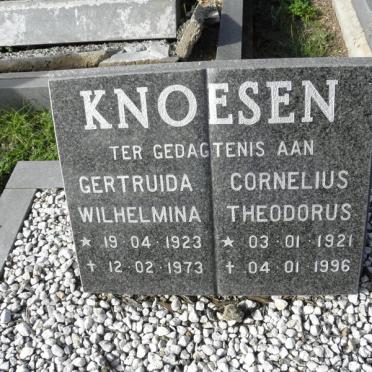 KNOESEN
TER GEDAGTENIS AAN
GERTRUIDA
WILHELMINA
* 19 · 04 · 1923
† 12 · 02 · 1973
CORNELIUS
THEODORUS
* 03 · 01 · 1921
† 04 · 01 · 1996